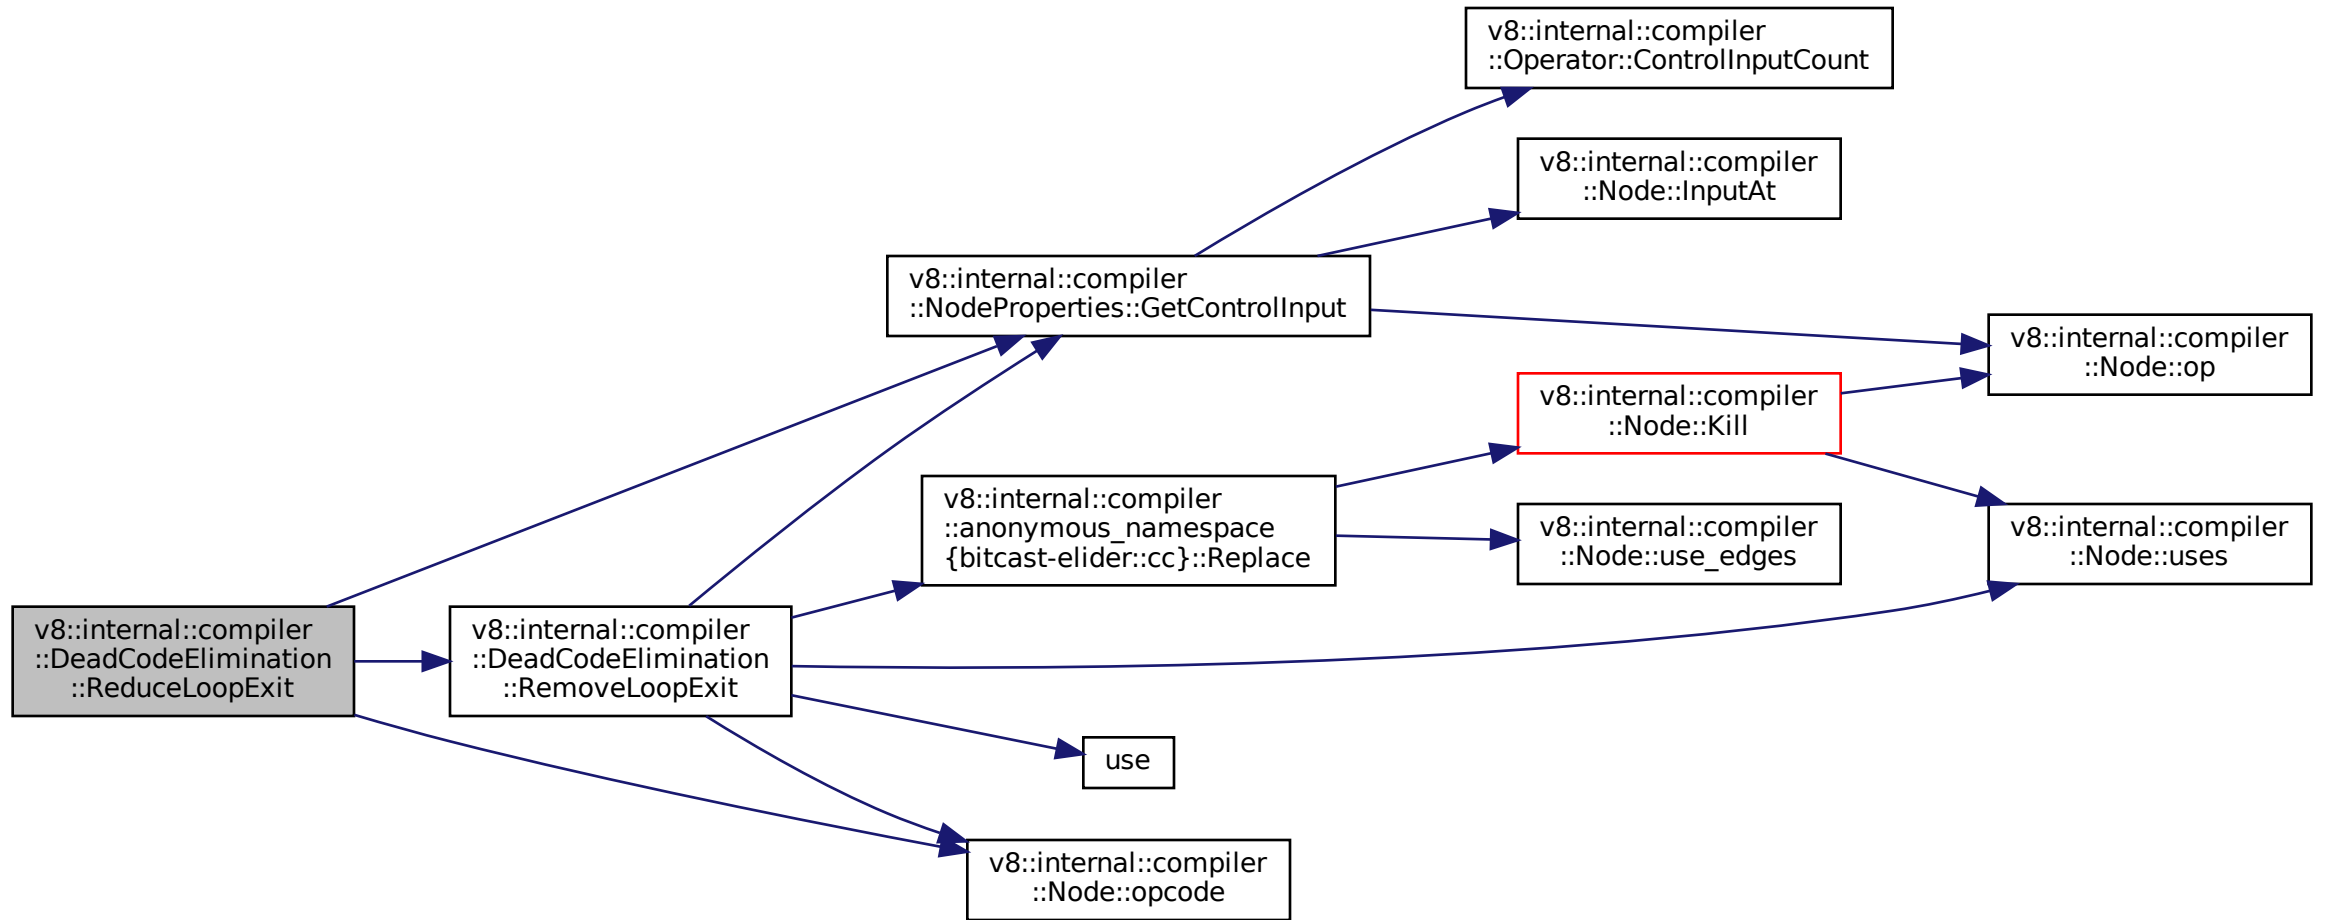 v8::internal::compiler
::Operator::ControlInputCount
v8::internal::compiler
::Node::InputAt
v8::internal::compiler
::NodeProperties::GetControlInput
v8::internal::compiler
::Node::op
v8::internal::compiler
::Node::Kill
v8::internal::compiler
::anonymous_namespace
{bitcast-elider::cc}::Replace
v8::internal::compiler
::Node::use_edges
v8::internal::compiler
::Node::uses
v8::internal::compiler
::DeadCodeElimination
::ReduceLoopExit
v8::internal::compiler
::DeadCodeElimination
::RemoveLoopExit
use
v8::internal::compiler
::Node::opcode